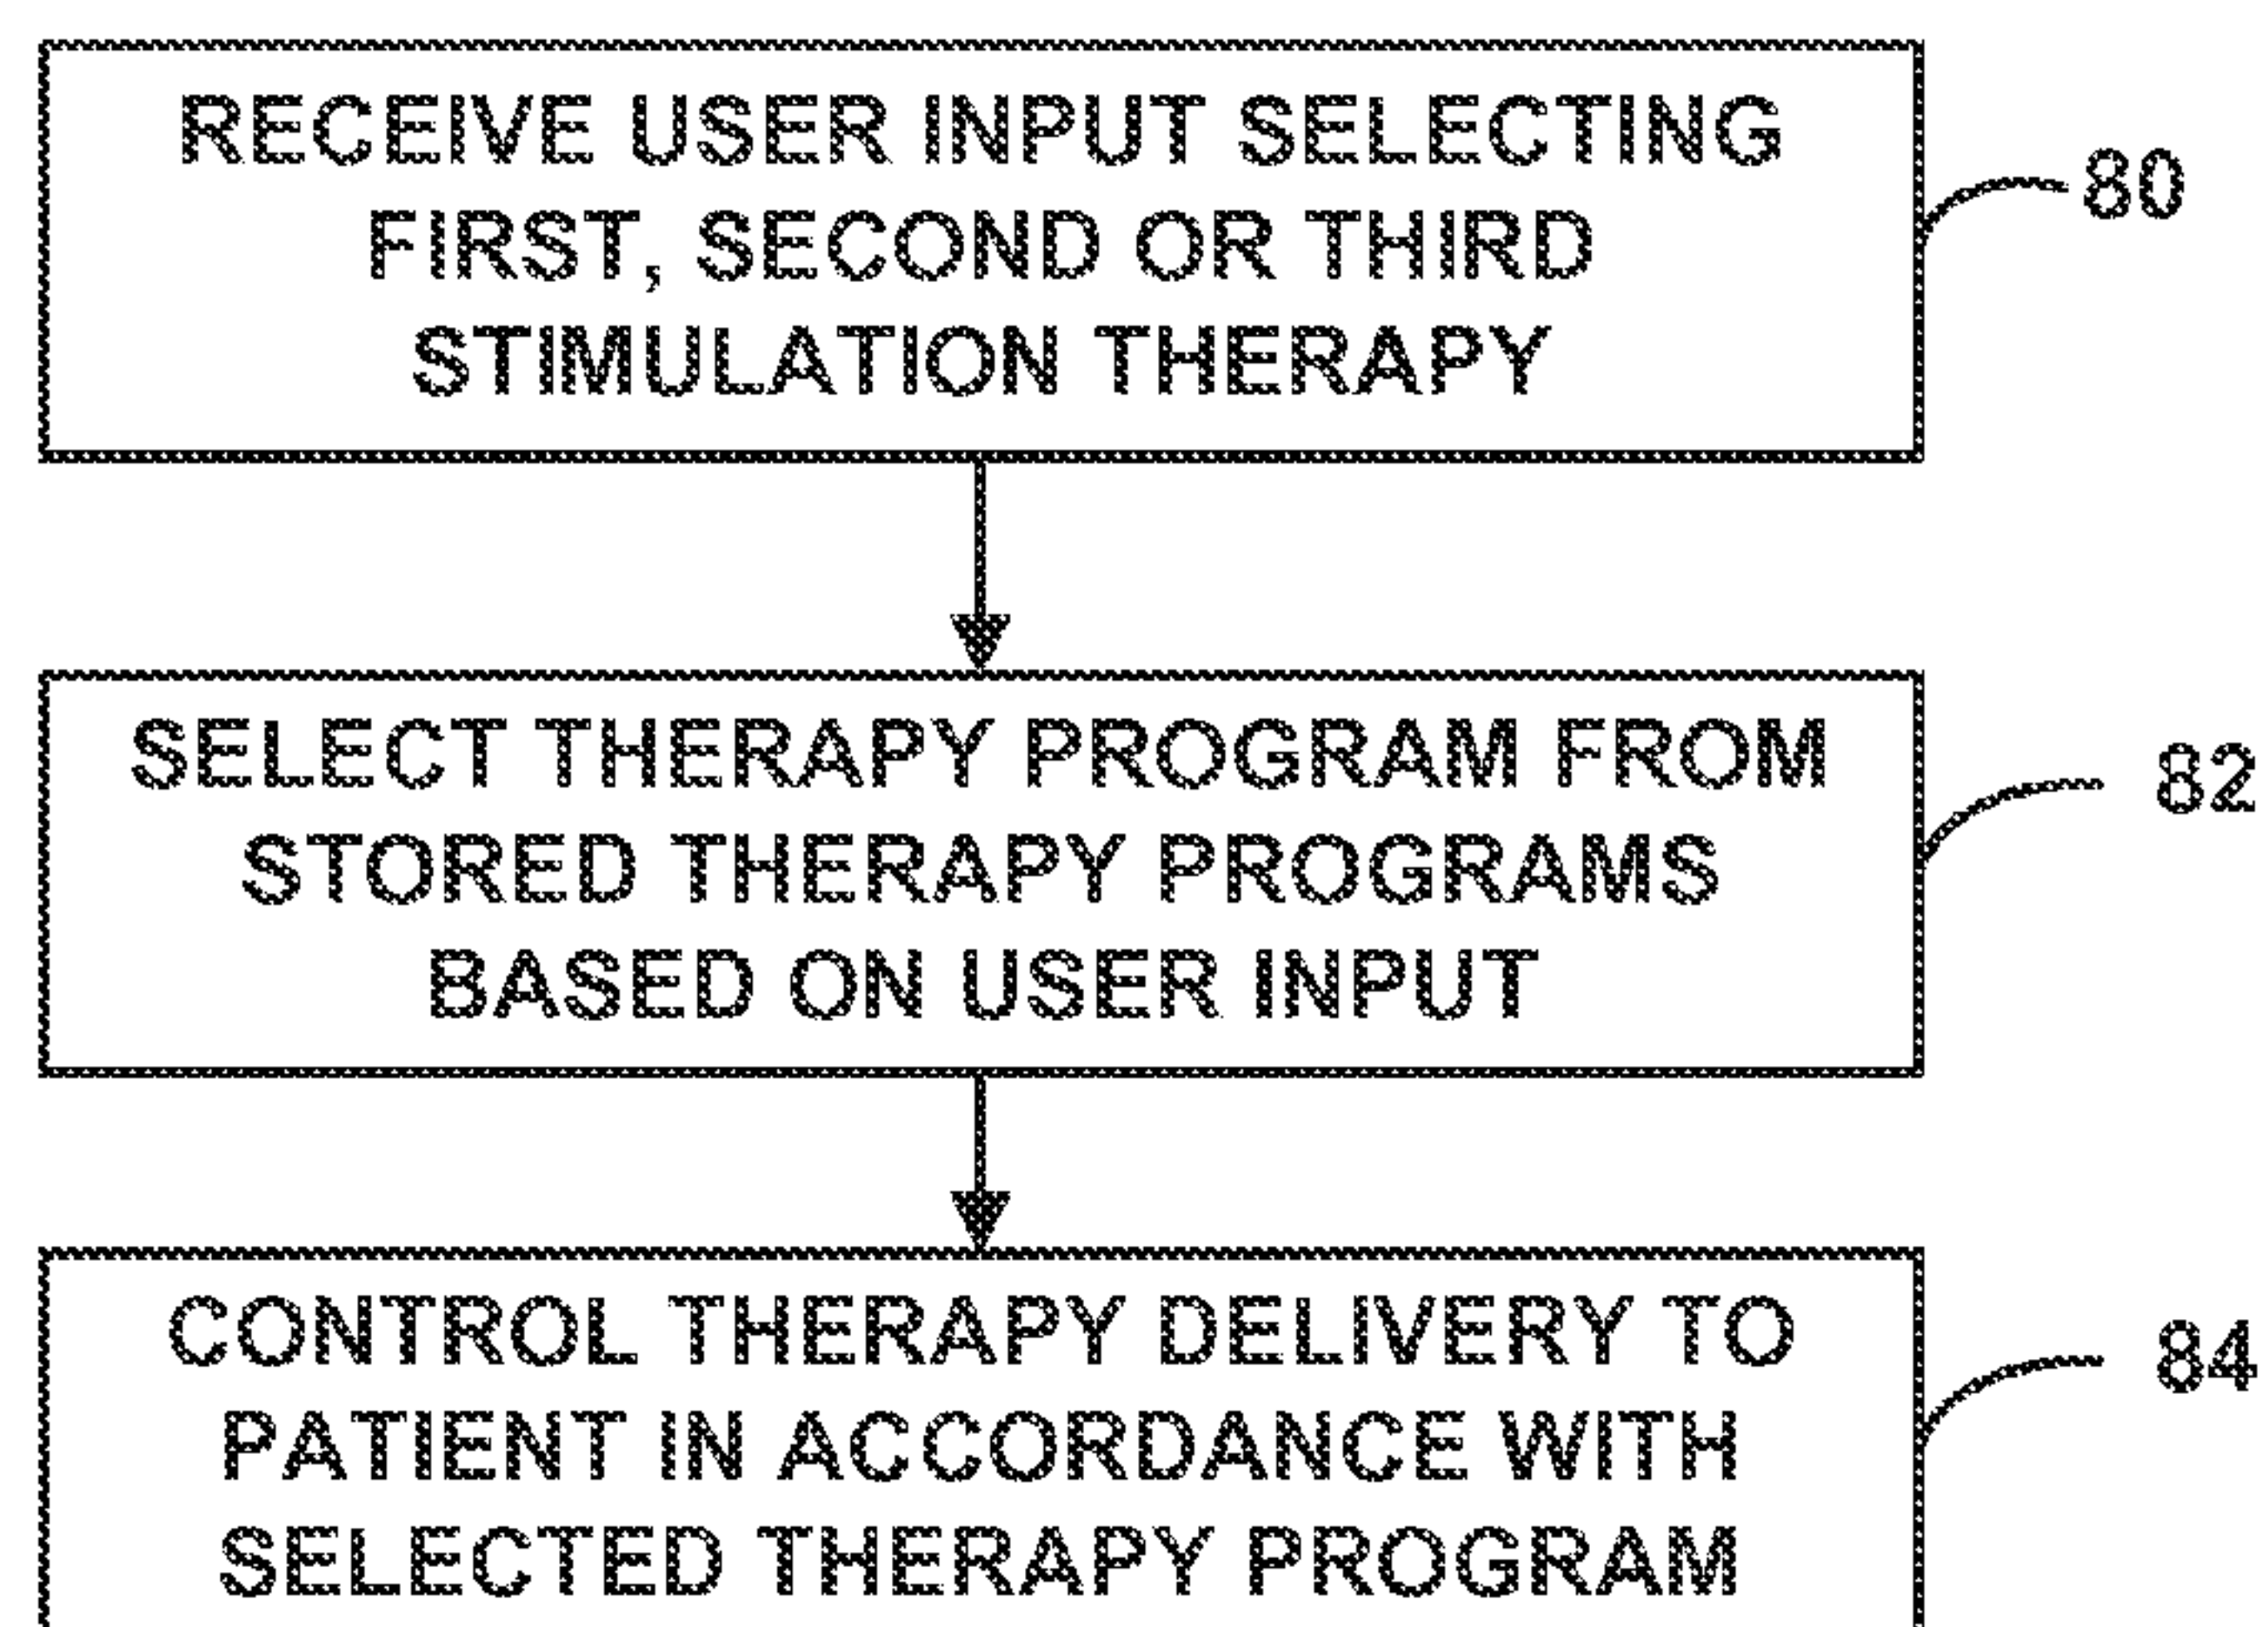 RECEIVE USER INPUT SELECTING
FIRST, SECOND OR THIRD
STIMULATION THERAPY
80
SELECT THERAPY PROGRAM FROM
STORED THERAPY PROGRAMS
BASED ON USER INPUT
82
CONTROL THERAPY DELIVERY TO
PATIENT IN ACCORDANCE WITH
SELECTED THERAPY PROGRAM
84